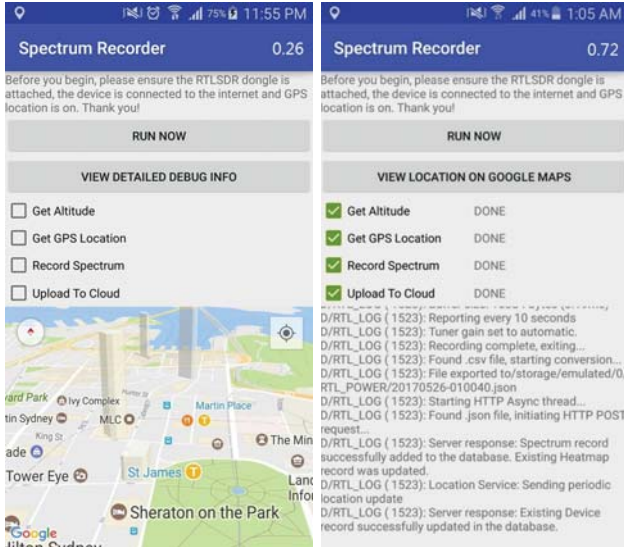 75% 11:55 PM
Spectrum Recorder 0.26
Before you begin, please ensure the RTLSDR dongle is
attached, the device is connected to the internet and GPS
location is on. Thank you!
RUN NOW
VIEW DETAILED DEBUG INFO
Get Altitude
Get GPS Location
Record Spectrum
Upload To Cloud
Ivy Complex
Martin Place
tin Sydney
MLC
King St
ade
The Min
Tower Eye
St James
Land
Infor
Sheraton on the Park
Google
Hilton Sydney
41% 1:05 AM
Spectrum Recorder 0.72
Before you begin, please ensure the RTLSDR dongle is
attached, the device is connected to the internet and GPS
location is on. Thank you!
RUN NOW
VIEW LOCATION ON GOOGLE MAPS
Get Altitude DONE
Get GPS Location DONE
Record Spectrum DONE
Upload To Cloud DONE
D/RTL_LOG ( 1523): Reporting every 10 seconds
D/RTL_LOG ( 1523): Tuner gain set to automatic.
D/RTL_LOG ( 1523): Recording complete, exiting...
D/RTL_LOG ( 1523): Found .csv file, starting conversion...
D/RTL_LOG ( 1523): File exported to/storage/emulated/0/
RTL_POWER/20170526-010040.json
D/RTL_LOG ( 1523): Starting HTTP Async thread...
D/RTL_LOG ( 1523): Found .json file, initiating HTTP POST
request...
D/RTL_LOG ( 1523): Server response: Spectrum record
successfully added to the database. Existing Heatmap
record was updated.
D/RTL_LOG ( 1523): Location Service: Sending periodic
location update
D/RTL_LOG ( 1523): Server response: Existing Device
record successfully updated in the database.